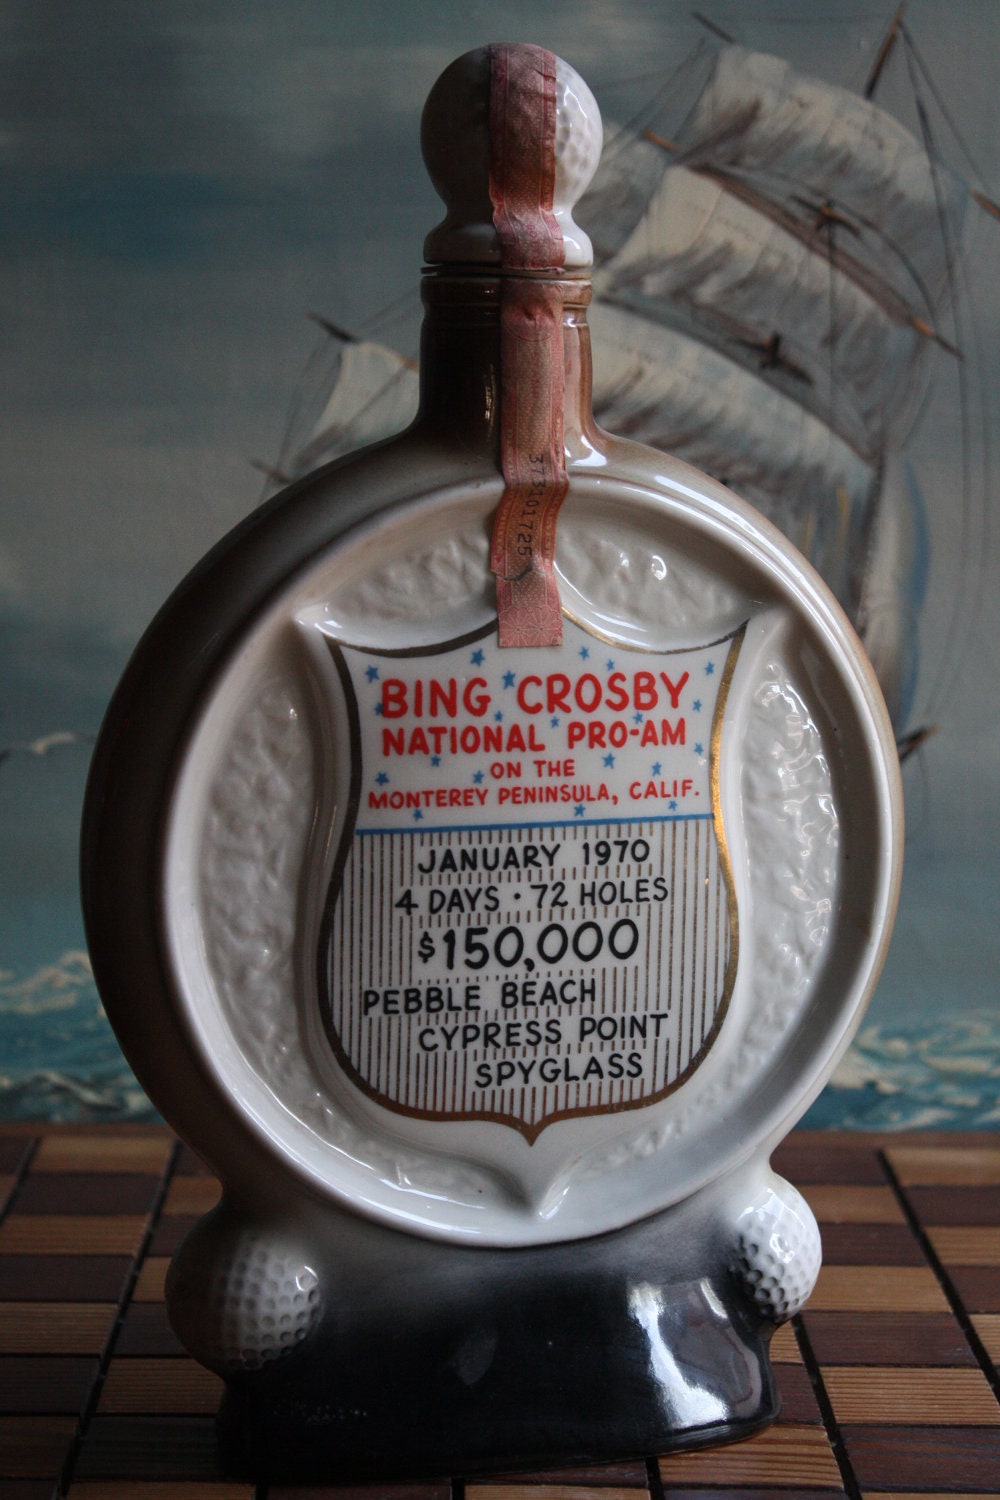 373101725
BING CROSBY
NATIONAL PRO-AM
ON THE
MONTEREY PENINSULA, CALIF.
JANUARY 1970
4 DAYS · 72 HOLES
$150,000
PEBBLE BEACH
CYPRESS POINT
SPYGLASS